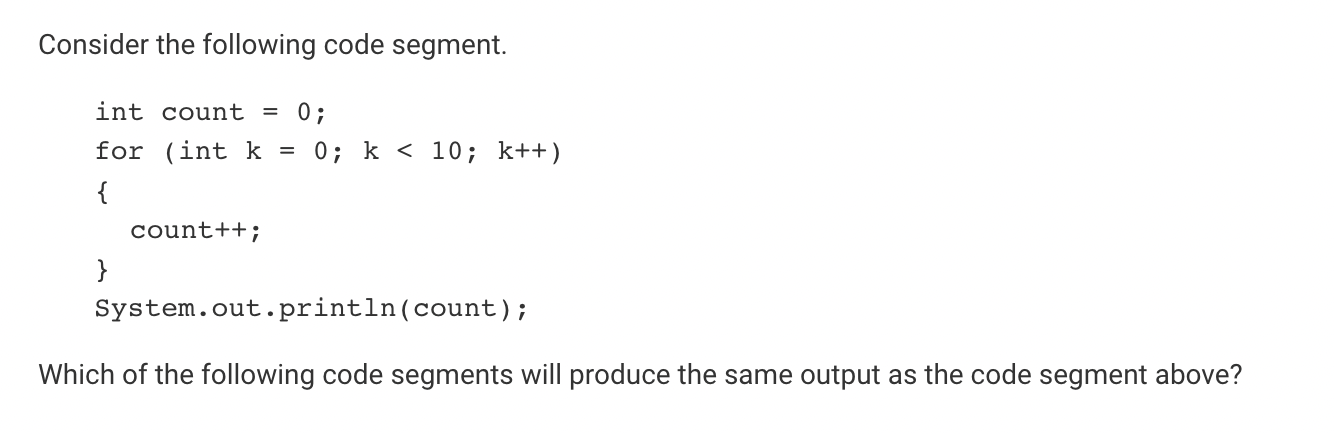 Consider the following code segment.
int count = 0;
for (int k = 0; k < 10; k++)
{
count++;
}
System.out.println(count);
Which of the following code segments will produce the same output as the code segment above?